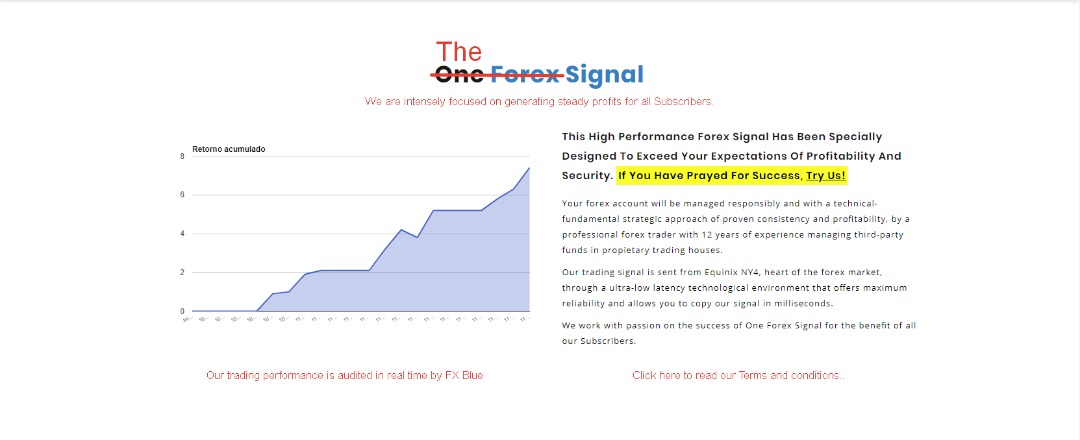 The
One Forex Signal
We are intensely focused on generating steady profits for all Subscribers.
This High Performance Forex Signal Has Been Specially
Designed To Exceed Your Expectations Of Profitability And
Security. If You Have Prayed For Success, Try Us!
Retorno acumulado
8
6
4
2
0
Your forex account will be managed responsibly and with a technical-
fundamental strategic approach of proven consistency and profitability, by a
professional forex trader with 12 years of experience managing third-party
funds in propietary trading houses.
Our trading signal is sent from Equinix NY4, heart of the forex market,
through a ultra-low latency technological environment that offers maximum
reliability and allows you to copy our signal in milliseconds.
We work with passion on the success of One Forex Signal for the benefit of all
our Subscribers.
Our trading performance is audited in real time by FX Blue
Click here to read our Terms and conditions..